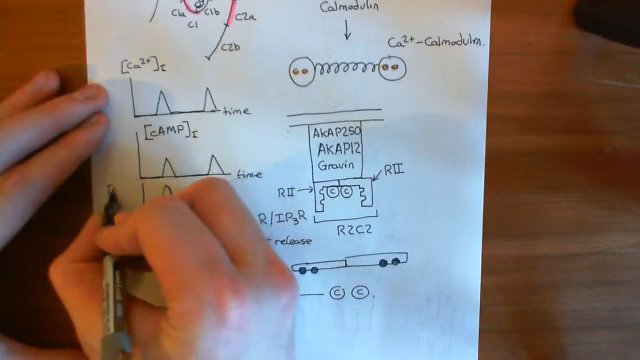 Calmodulin
C1a
C1b
C2a
C1
C2b
Ca²⁺-Calmodulin.
[Ca²⁺]I
time
[cAMP]I
time
AKAP250
AKAP12
Gravin
RII
RII
C C
R/IP₃R
R2C2
release
C C